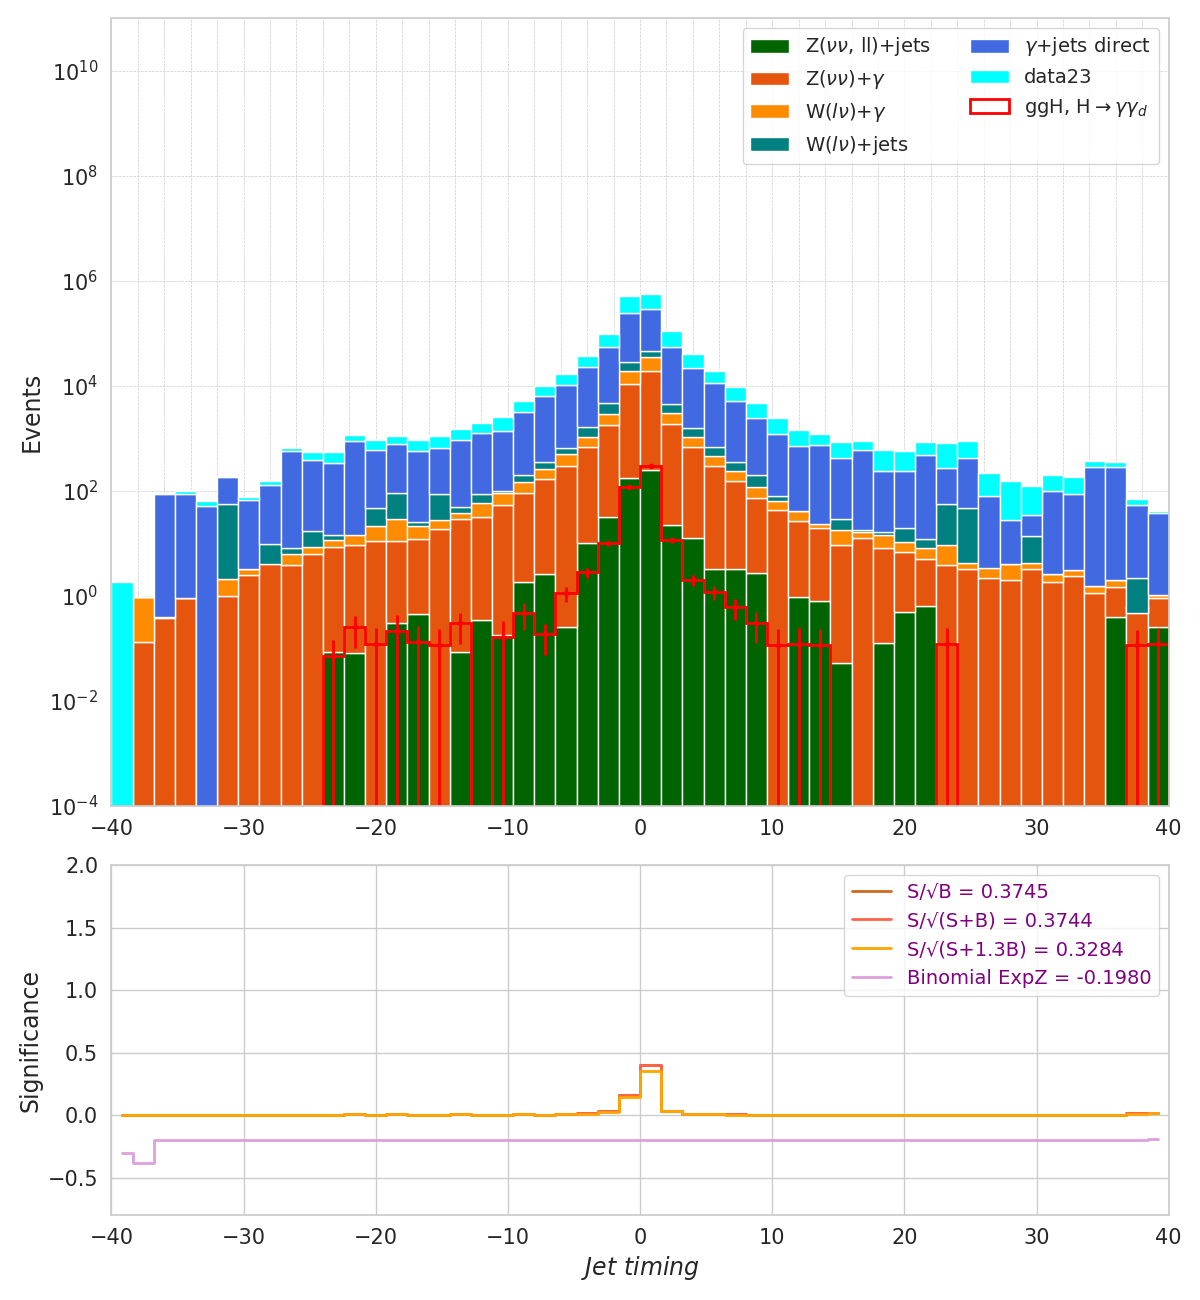 Z(νν, ll)+jets
Z(νν)+γ
W(lν)+γ
W(lν)+jets
γ+jets direct
data23
ggH, H→γγ_d
Events
10^10
10^8
10^6
10^4
10^2
10^0
10^−2
10^−4
−40 −30 −20 −10 0 10 20 30 40
S/√B = 0.3745
S/√(S+B) = 0.3744
S/√(S+1.3B) = 0.3284
Binomial ExpZ = -0.1980
Significance
2.0
1.5
1.0
0.5
0.0
−0.5
−40 −30 −20 −10 0 10 20 30 40
Jet timing